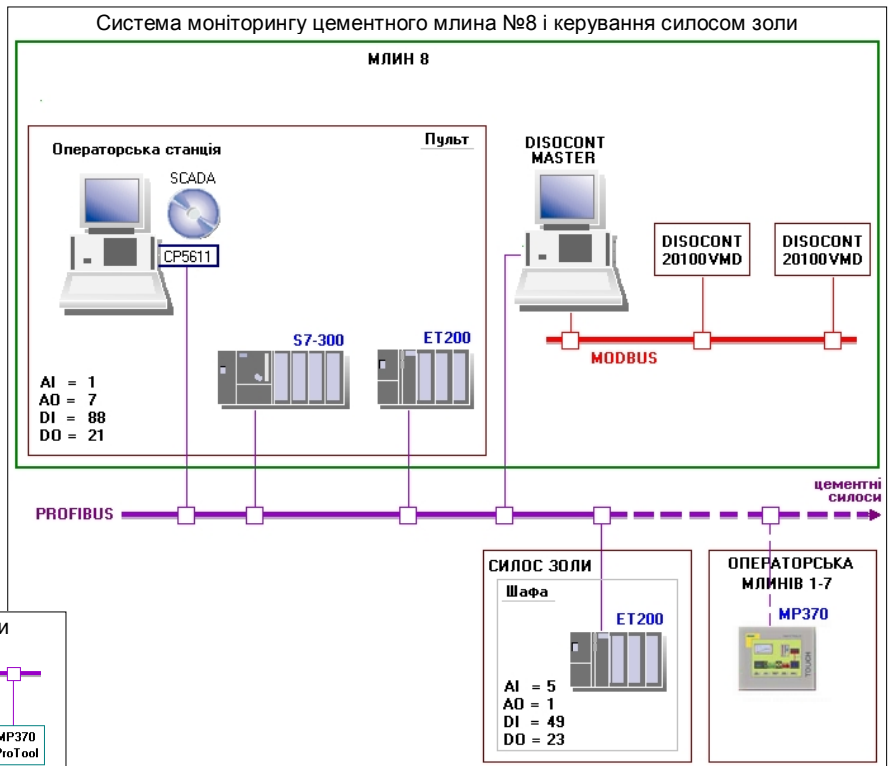 Система моніторингу цементного млина №8 і керування силосом золи
МЛИН 8
Пульт
Операторська станція
SCADA
CP5611
DISOCONT
MASTER
DISOCONT
20100VMD
DISOCONT
20100VMD
S7-300
ET200
MODBUS
AI = 1
AO = 7
DI = 88
DO = 21
PROFIBUS
цементні
силоси
СИЛОС ЗОЛИ
Шафа
ET200
AI = 5
AO = 1
DI = 49
DO = 23
ОПЕРАТОРСЬКА
МЛИНІВ 1-7
MP370
TOUCH
MP370
ProTool